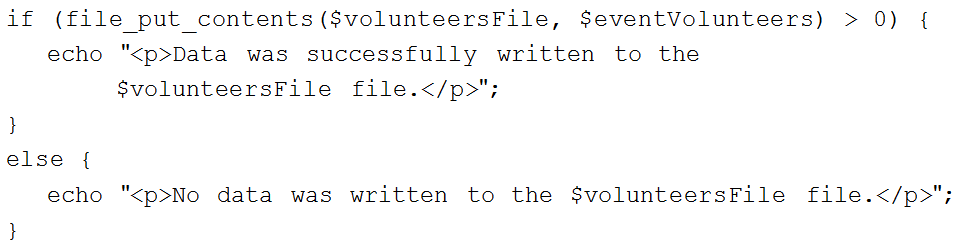 if (file_put_contents($volunteersFile, $eventVolunteers) > 0) {
echo "<p>Data was successfully written to the
$volunteersFile file.</p>";
}
else {
echo "<p>No data was written to the $volunteersFile file.</p>";
}